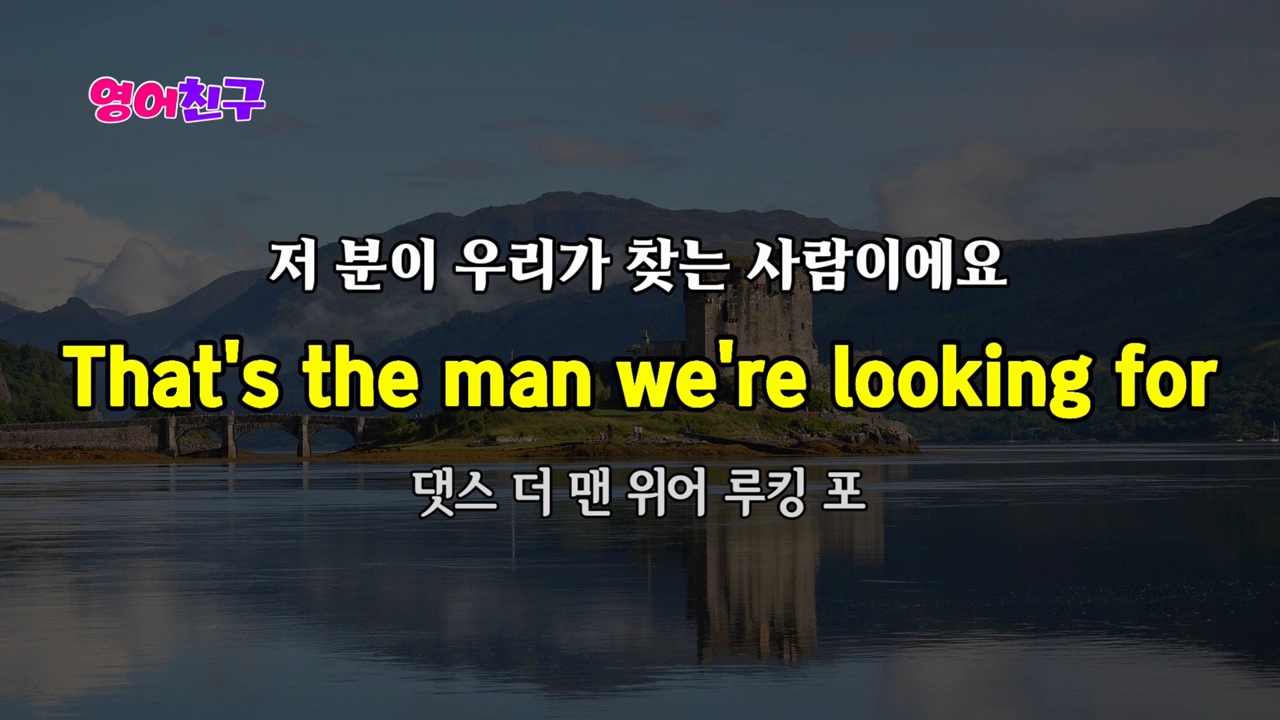 영어친구
저 분이 우리가 찾는 사람이에요
That's the man we're looking for
댓스 더 맨 위어 루킹 포